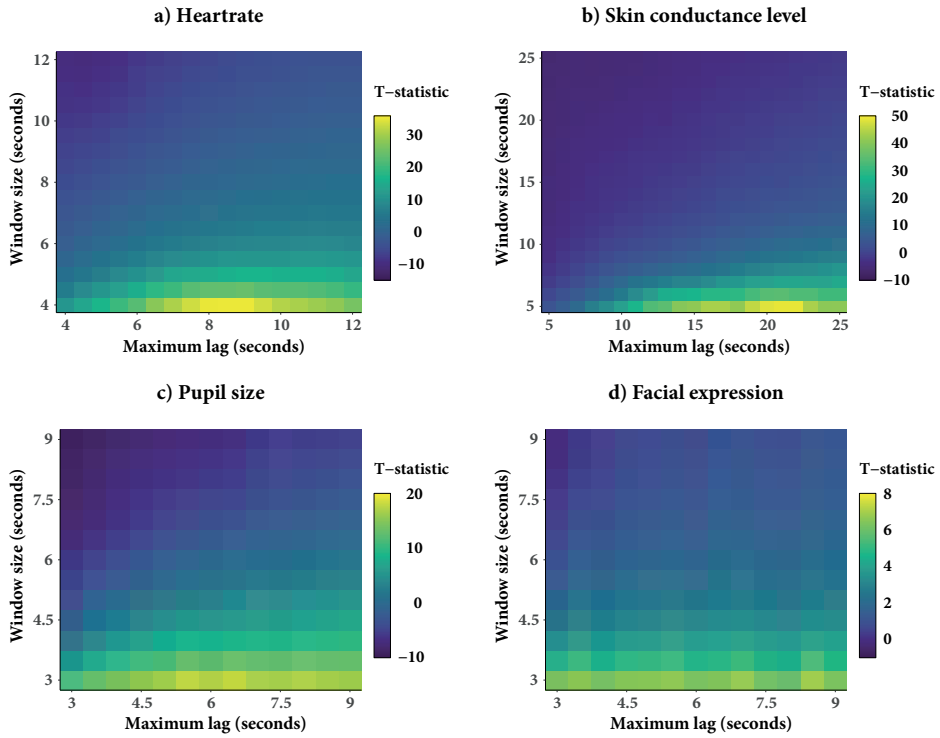 a) Heartrate
12
10
8
6
4
Window size (seconds)
4 6 8 10 12
Maximum lag (seconds)
T−statistic
30
20
10
0
−10
b) Skin conductance level
25
20
15
10
5
Window size (seconds)
5 10 15 20 25
Maximum lag (seconds)
T−statistic
50
40
30
20
10
0
−10
c) Pupil size
9
7.5
6
4.5
3
Window size (seconds)
3 4.5 6 7.5 9
Maximum lag (seconds)
T−statistic
20
10
0
−10
d) Facial expression
9
7.5
6
4.5
3
Window size (seconds)
3 4.5 6 7.5 9
Maximum lag (seconds)
T−statistic
8
6
4
2
0